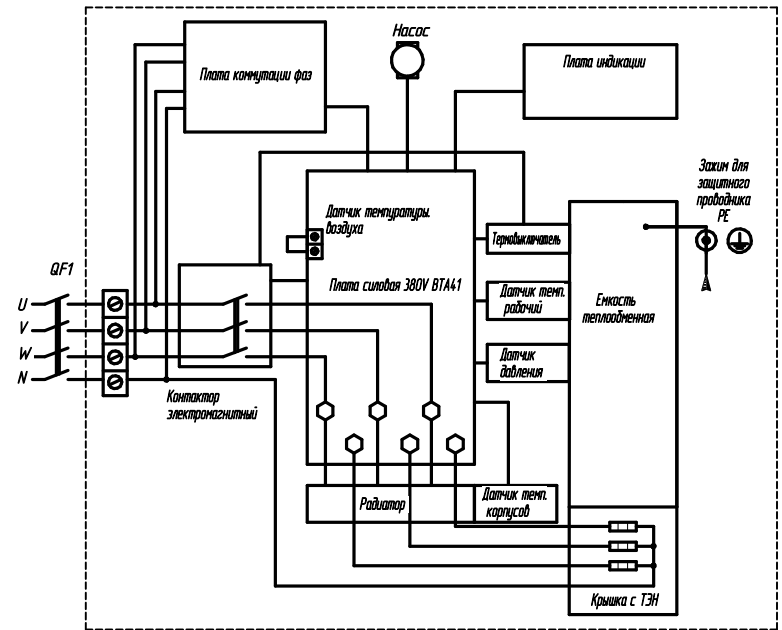 Насос
Плата коммутации фаз
Плата индикации
Зажим для
защитного
проводника
PE
Датчик температуры.
воздуха
Термовыключатель
QF1
Плата силовая 380V BTA41
Датчик темп.
рабочий
Емкость
теплообменная
U
V
W
N
Датчик
давления
Контактор
электромагнитный
Радиатор
Датчик темп.
корпусов
Крышка с ТЭН